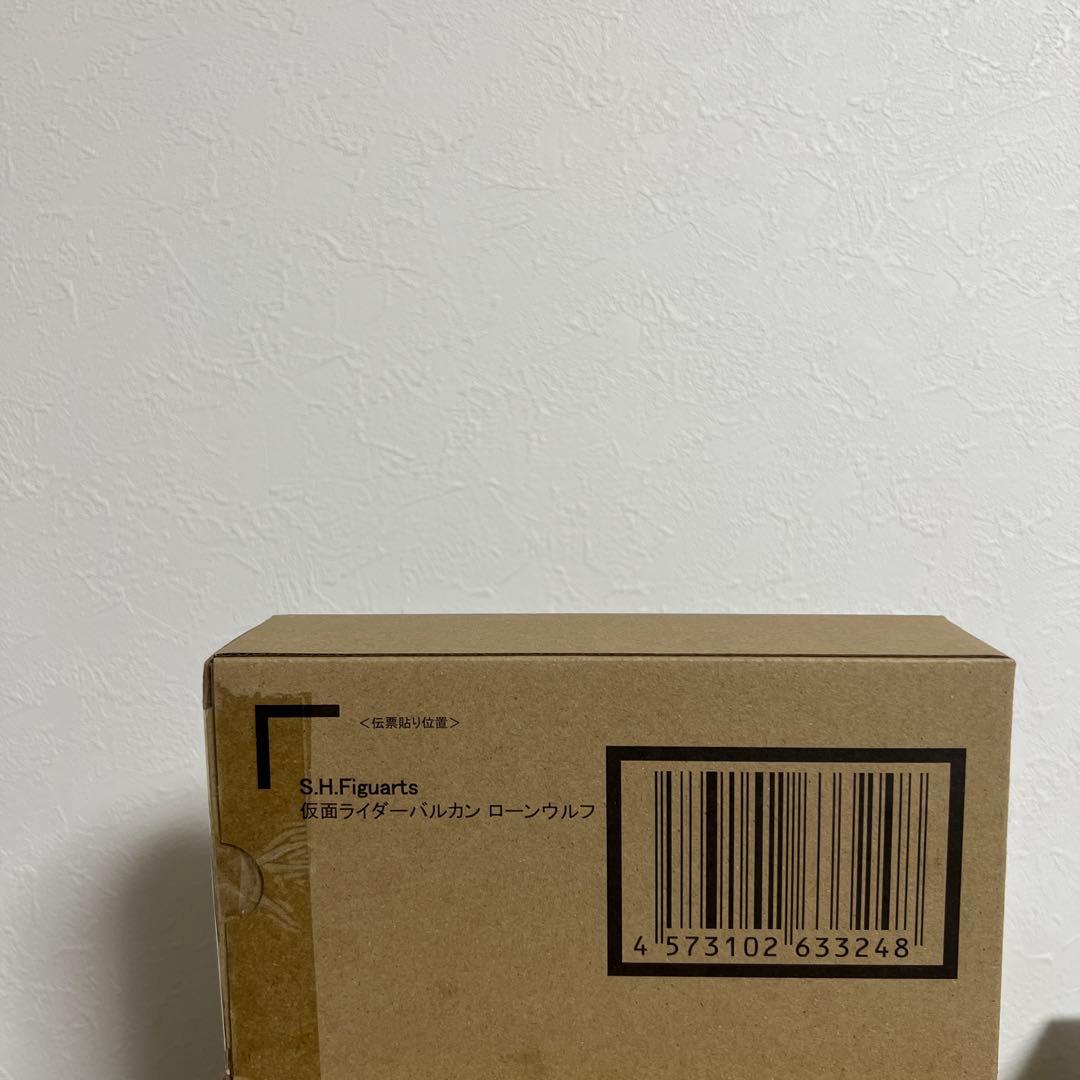 ＜伝票貼り位置＞
S.H.Figuarts
仮面ライダーバルカン ローンウルフ
4 573102 633248